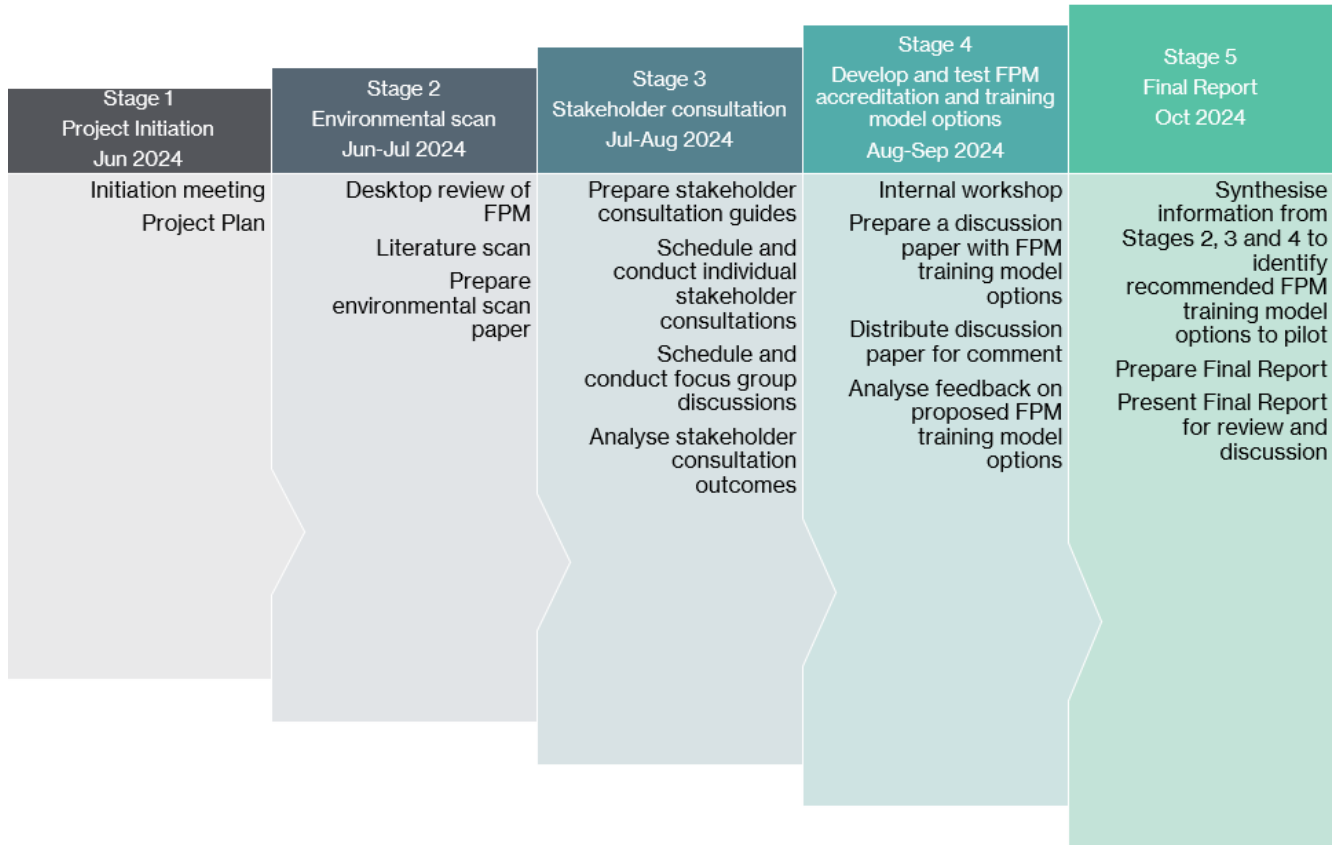 Stage 1
Project Initiation
Jun 2024
Initiation meeting
Project Plan
Stage 2
Environmental scan
Jun-Jul 2024
Desktop review of
FPM
Literature scan
Prepare
environmental scan
paper
Stage 3
Stakeholder consultation
Jul-Aug 2024
Prepare stakeholder
consultation guides
Schedule and
conduct individual
stakeholder
consultations
Schedule and
conduct focus group
discussions
Analyse stakeholder
consultation
outcomes
Stage 4
Develop and test FPM
accreditation and training
model options
Aug-Sep 2024
Internal workshop
Prepare a discussion
paper with FPM
training model
options
Distribute discussion
paper for comment
Analyse feedback on
proposed FPM
training model
options
Stage 5
Final Report
Oct 2024
Synthesise
information from
Stages 2, 3 and 4 to
identify
recommended FPM
training model
options to pilot
Prepare Final Report
Present Final Report
for review and
discussion